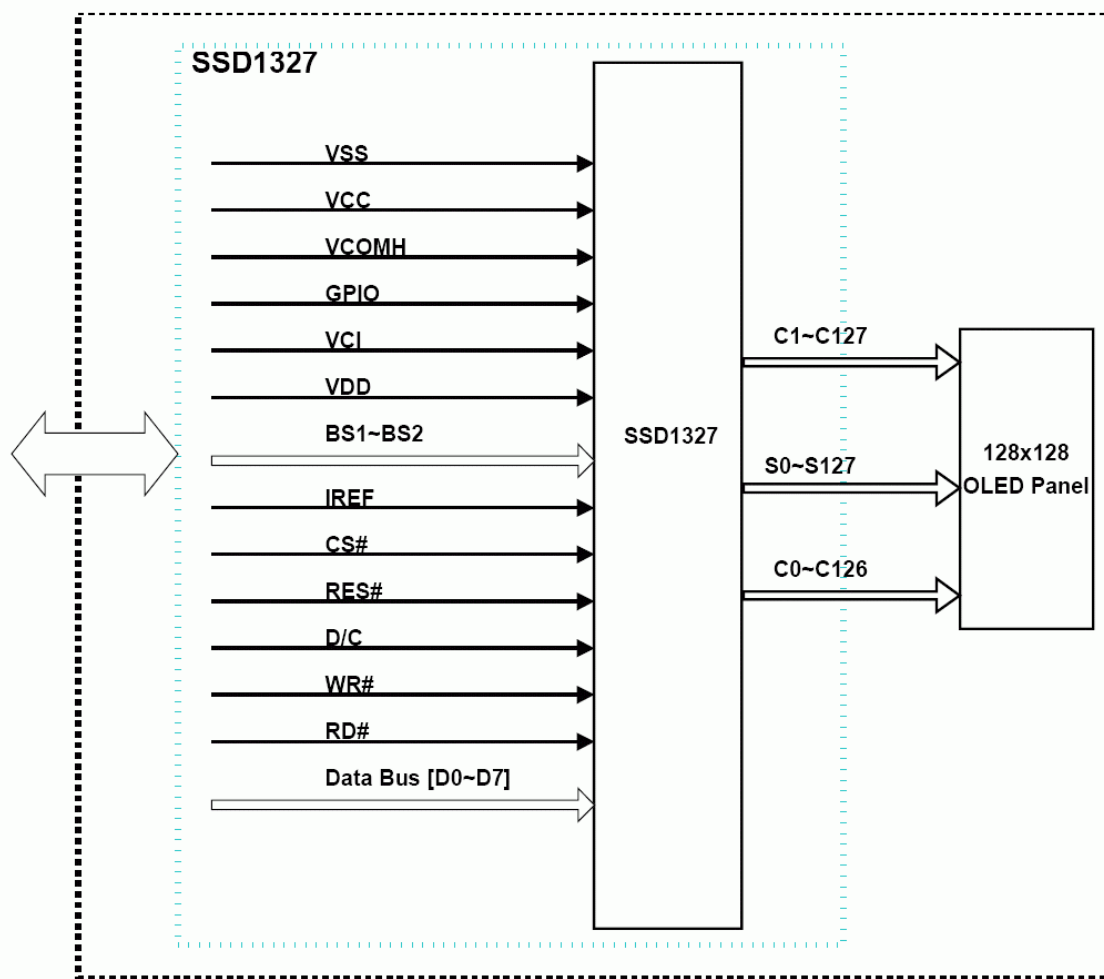 SSD1327
VSS
VCC
VCOMH
GPIO
VCI
VDD
BS1~BS2
IREF
CS#
RES#
D/C
WR#
RD#
Data Bus [D0~D7]
SSD1327
C1~C127
S0~S127
C0~C126
128x128
OLED Panel